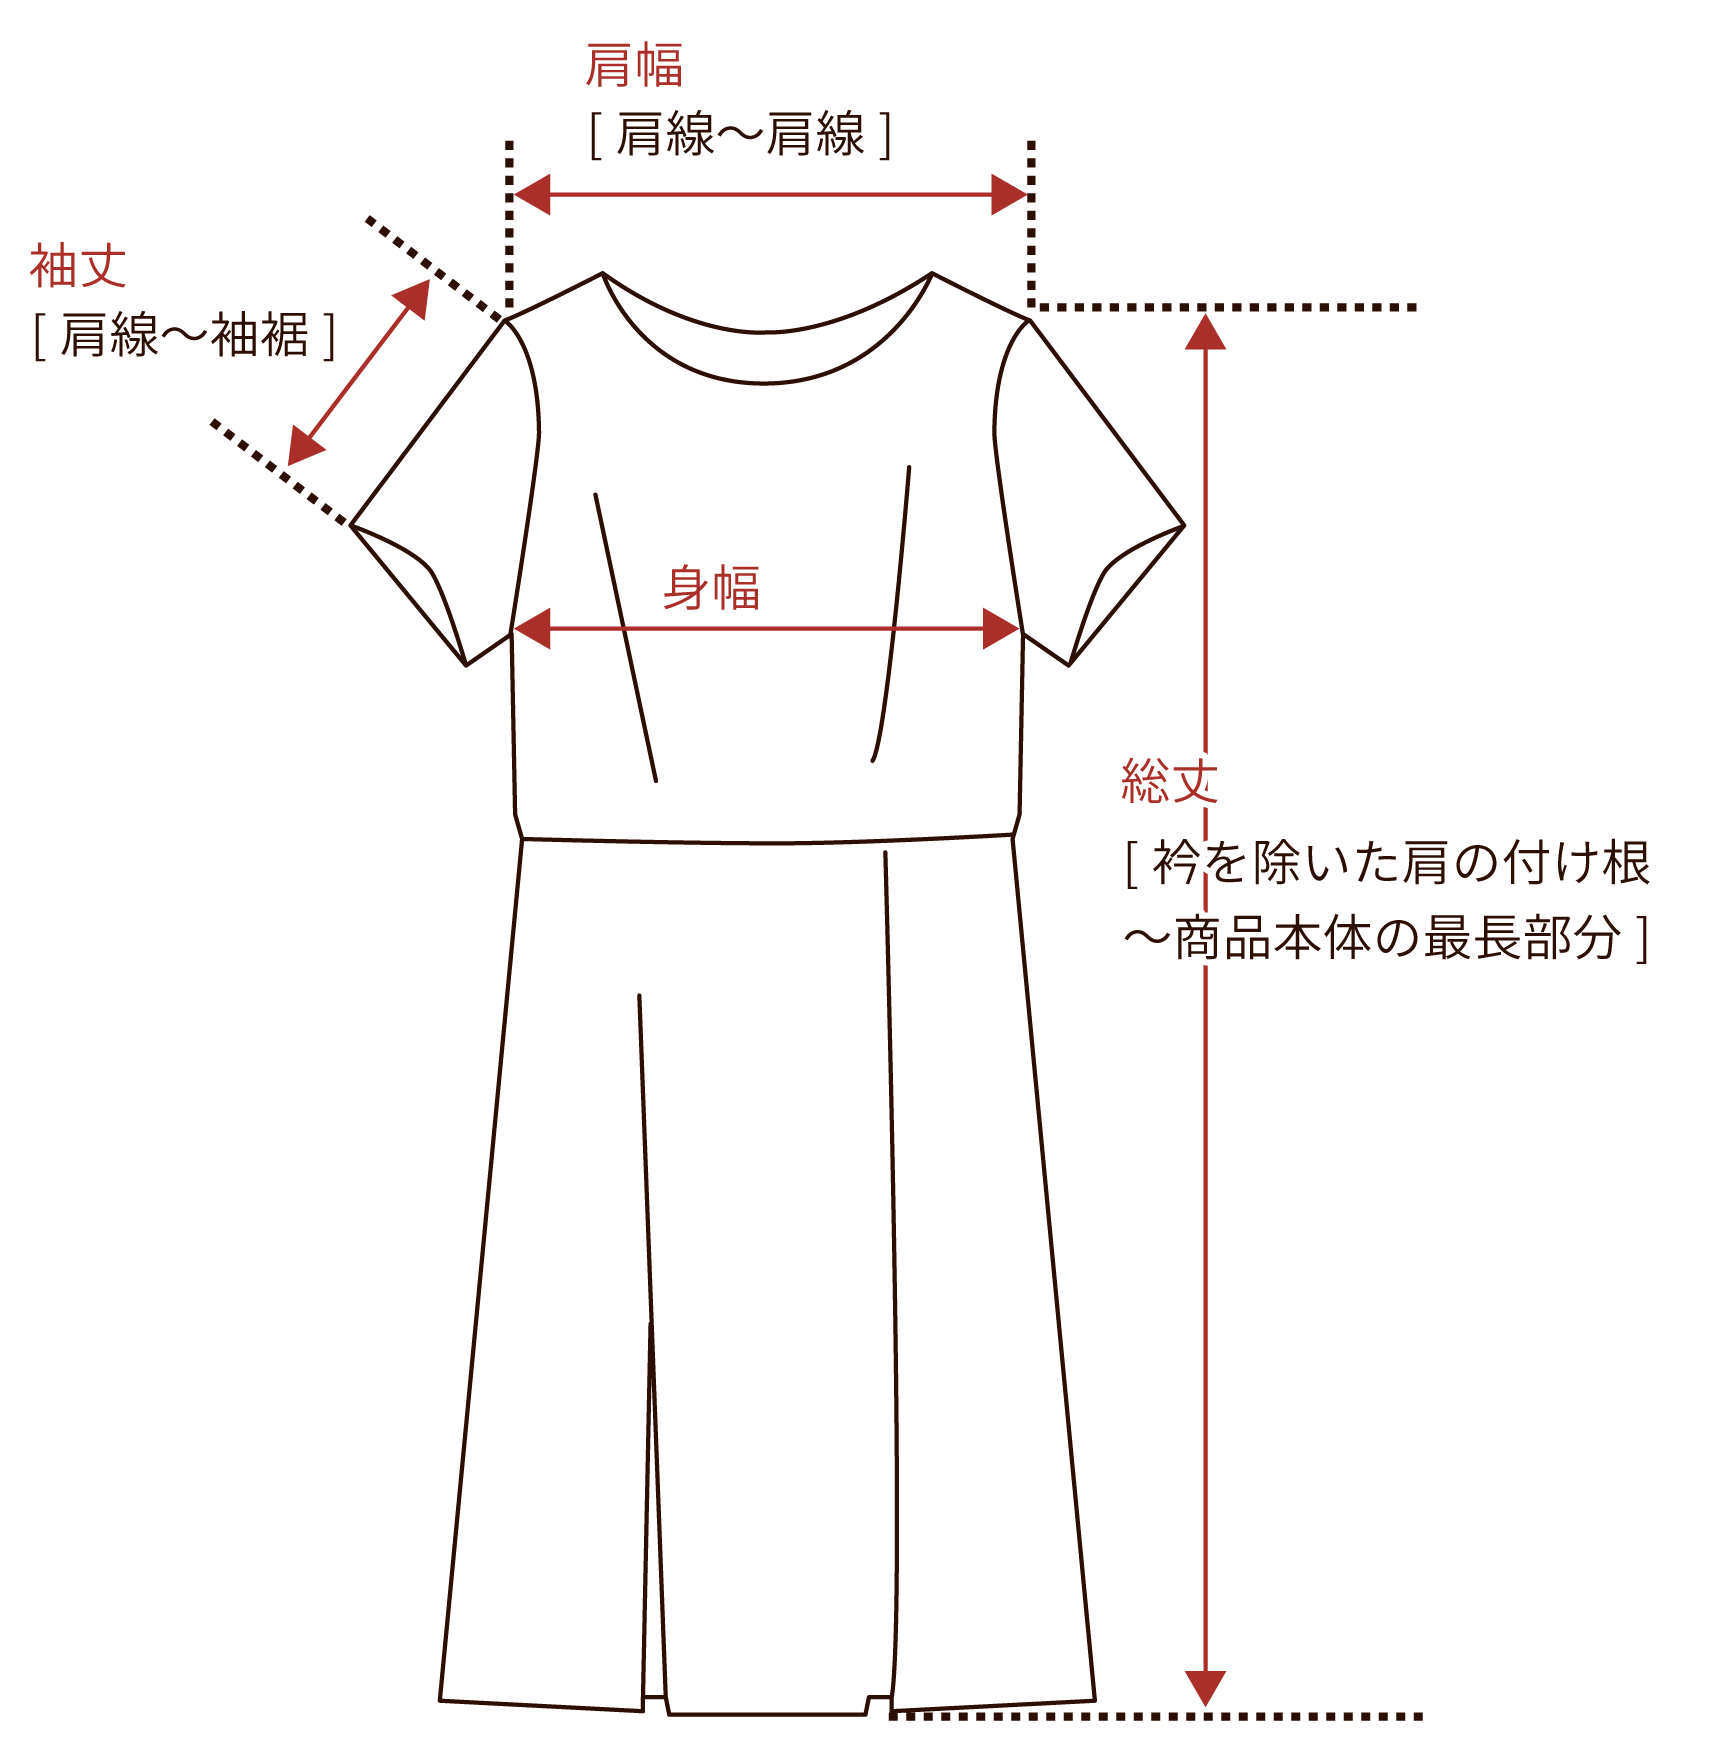 肩幅
[ 肩線～肩線 ]
袖丈
[ 肩線～袖裾 ]
身幅
総丈
[ 衿を除いた肩の付け根
～商品本体の最長部分 ]